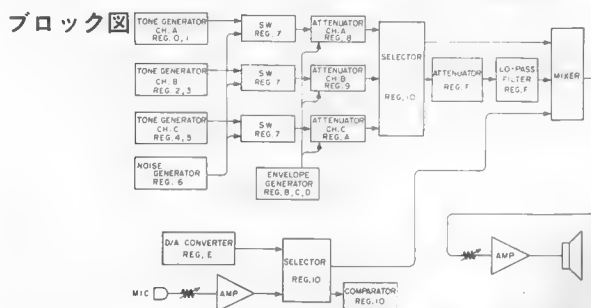 ブロック図
TONE GENERATOR
CH. A
REG. 0, 1
SW
REG. 7
ATTENUATOR
CH. A
REG. 8
TONE GENERATOR
CH. B
REG. 2, 3
SW
REG. 7
ATTENUATOR
CH. B
REG. 9
TONE GENERATOR
CH. C
REG. 4, 5
SW
REG. 7
ATTENUATOR
CH. C
REG. A
NOISE
GENERATOR
REG. 6
ENVELOPE
GENERATOR
REG. B, C, D
SELECTOR
REG. 10
ATTENUATOR
REG. F
LO-PASS
FILTER
REG. F
MIXER
D/A CONVERTER
REG. E
SELECTOR
REG. 10
MIC
AMP
COMPARATOR
REG. 10
AMP